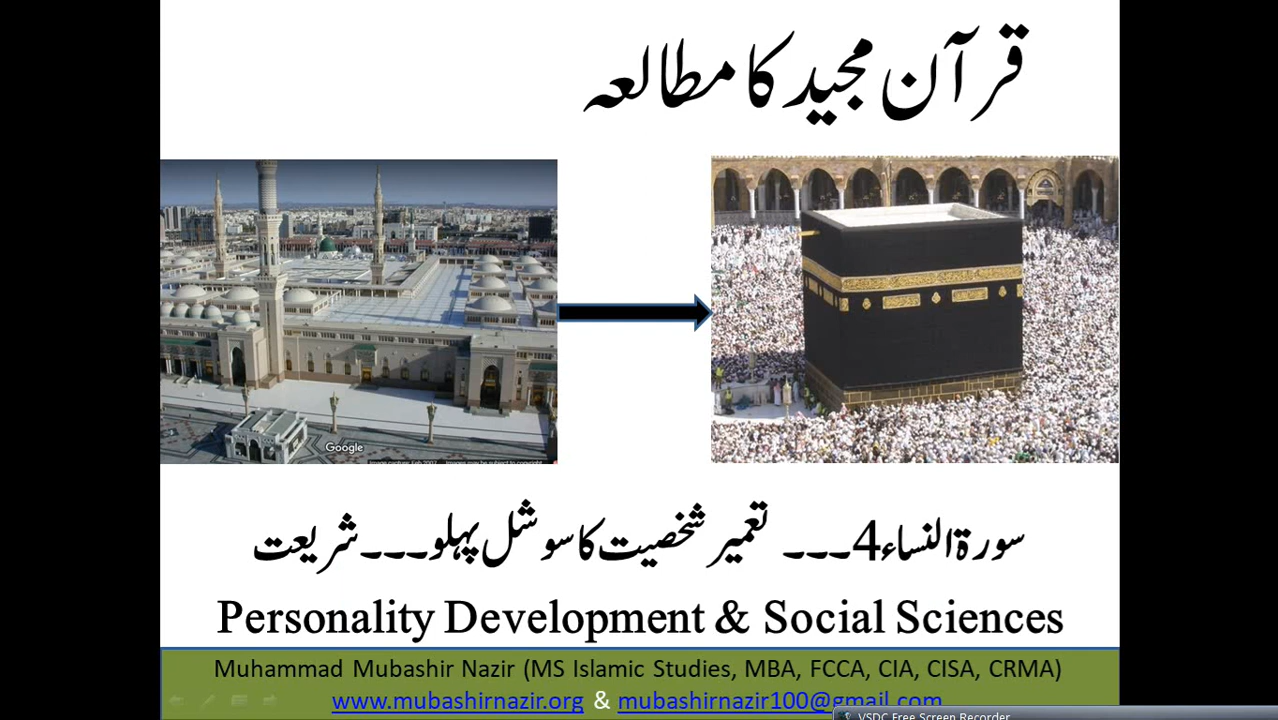 قرآن مجید کا مطالعہ
Google
سورۃ النساء 4۔۔۔ تعمیر شخصیت کا سوشل پہلو۔۔۔شریعت
Personality Development & Social Sciences
Muhammad Mubashir Nazir (MS Islamic Studies, MBA, FCCA, CIA, CISA, CRMA)
www.mubashirnazir.org & mubashirnazir100@gmail.com
VSDC Free Screen Recorder